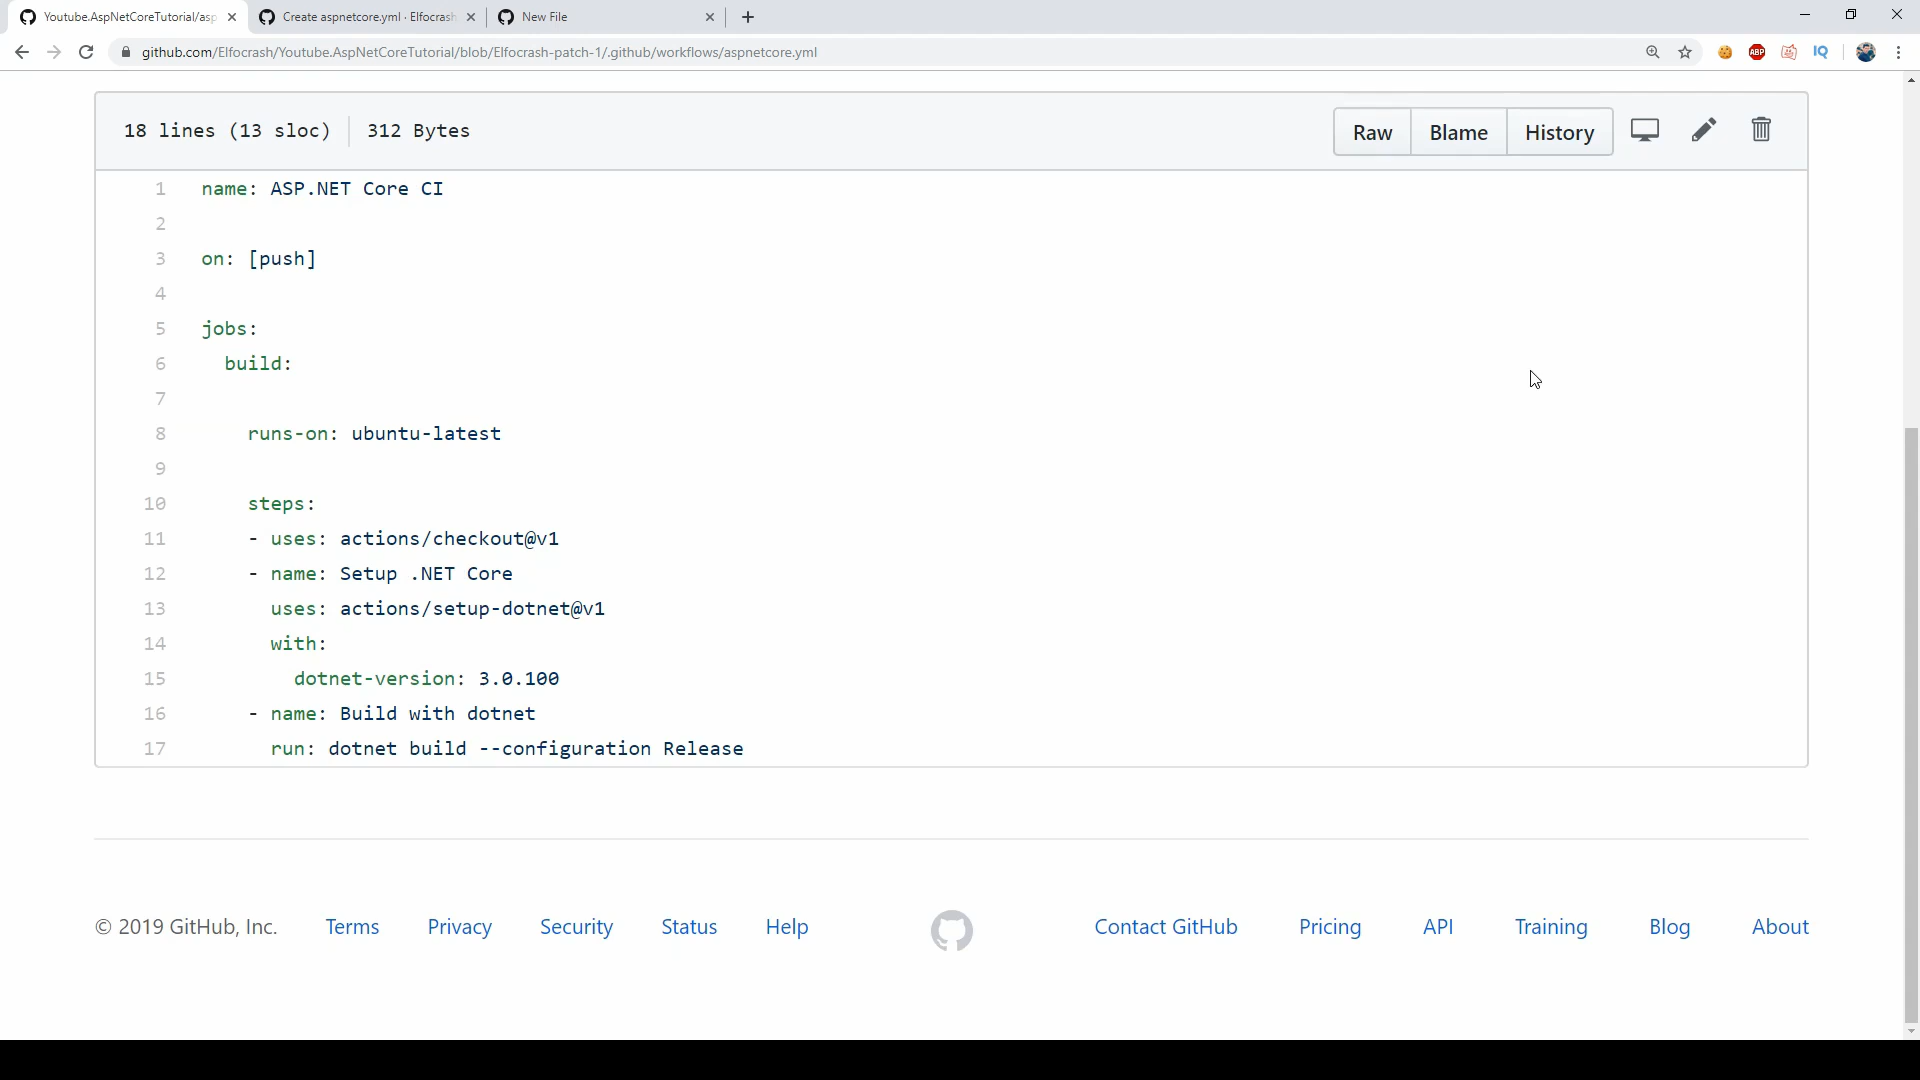 Youtube.AspNetCoreTutorial/asp
Create aspnetcore.yml · Elfocrash
New File
github.com/Elfocrash/Youtube.AspNetCoreTutorial/blob/Elfocrash-patch-1/.github/workflows/aspnetcore.yml
ABP
IQ
18 lines (13 sloc) 312 Bytes
Raw
Blame
History
1 name: ASP.NET Core CI
2
3 on: [push]
4
5 jobs:
6 build:
7
8 runs-on: ubuntu-latest
9
10 steps:
11 - uses: actions/checkout@v1
12 - name: Setup .NET Core
13 uses: actions/setup-dotnet@v1
14 with:
15 dotnet-version: 3.0.100
16 - name: Build with dotnet
17 run: dotnet build --configuration Release
© 2019 GitHub, Inc. Terms Privacy Security Status Help Contact GitHub Pricing API Training Blog About